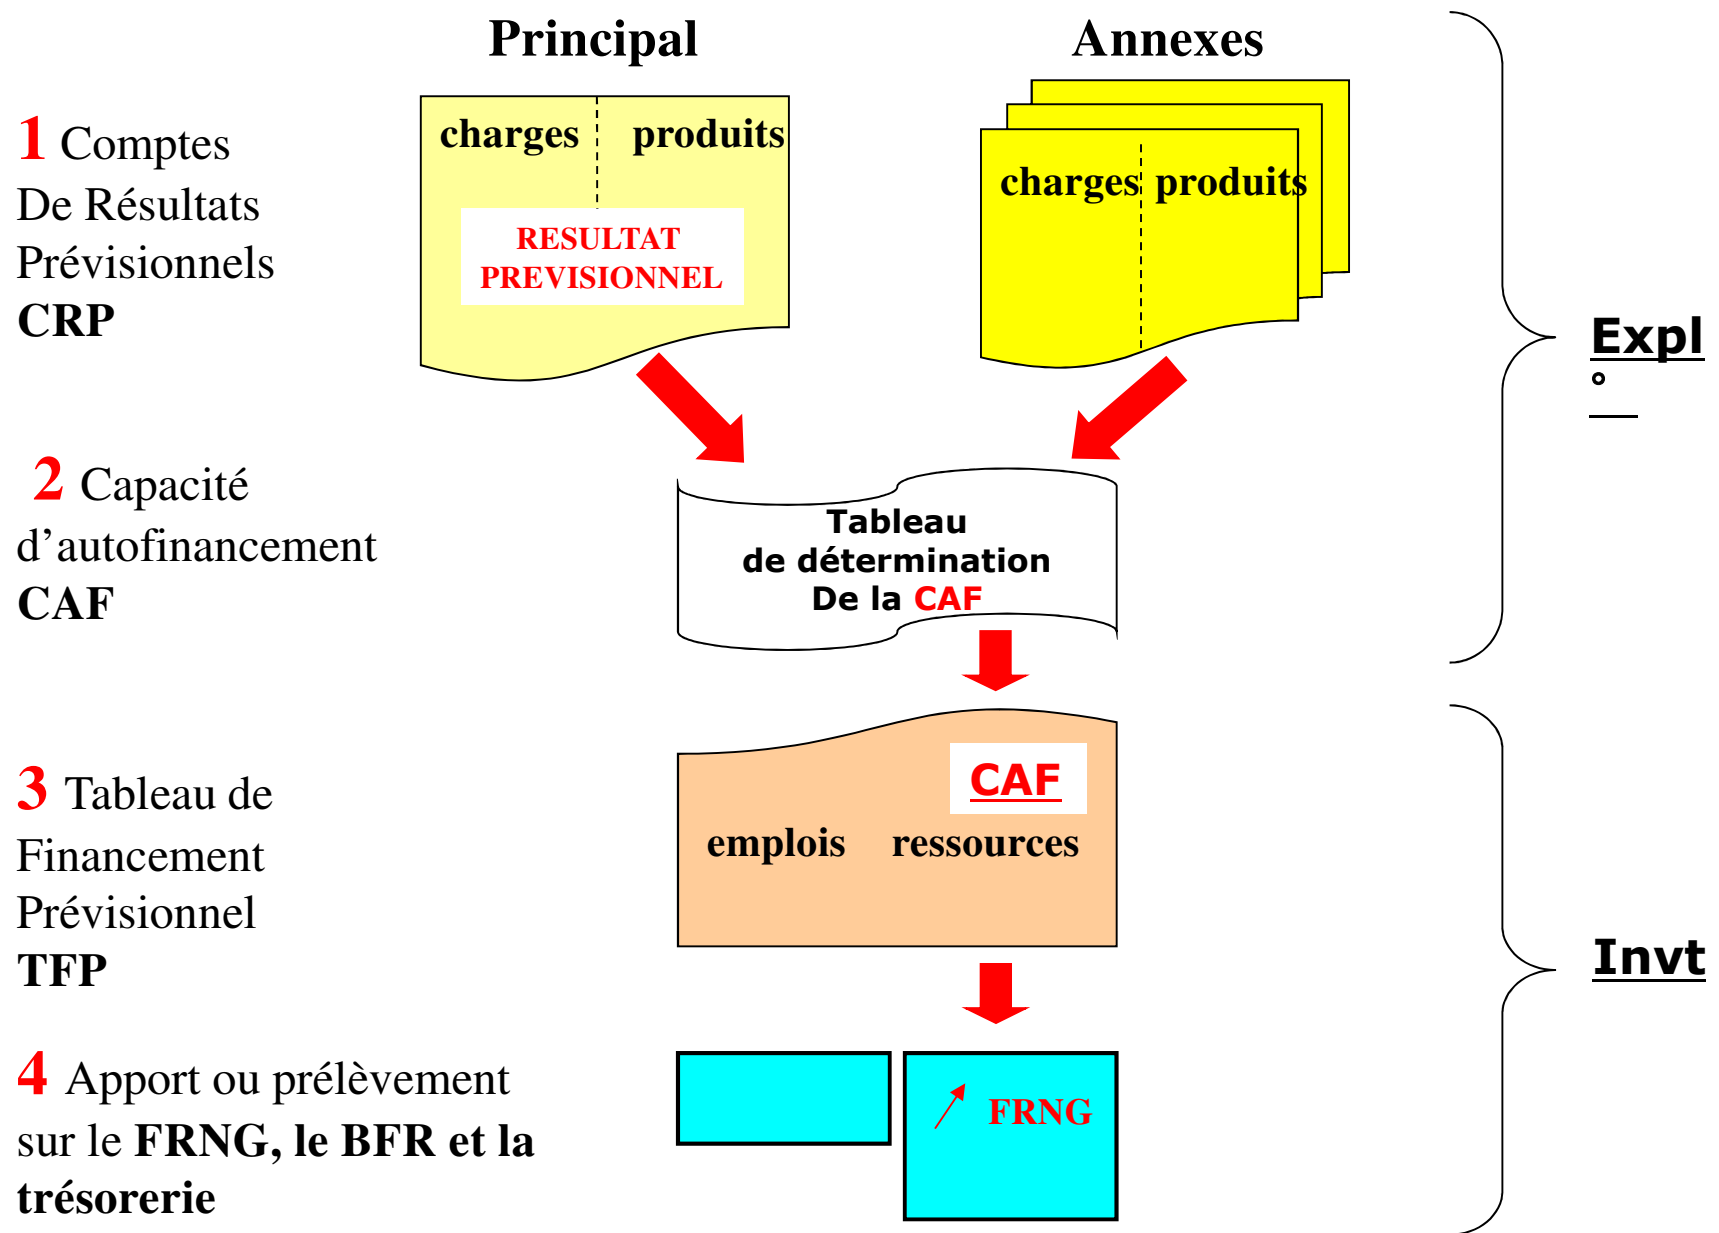 Principal
Annexes
charges produits
RESULTAT
PREVISIONNEL
charges produits
1 Comptes
De Résultats
Prévisionnels
CRP
Expl
°
2 Capacité
d’autofinancement
CAF
Tableau
de détermination
De la CAF
3 Tableau de
Financement
Prévisionnel
TFP
CAF
emplois ressources
Invt
4 Apport ou prélèvement
sur le FRNG, le BFR et la
trésorerie
FRNG